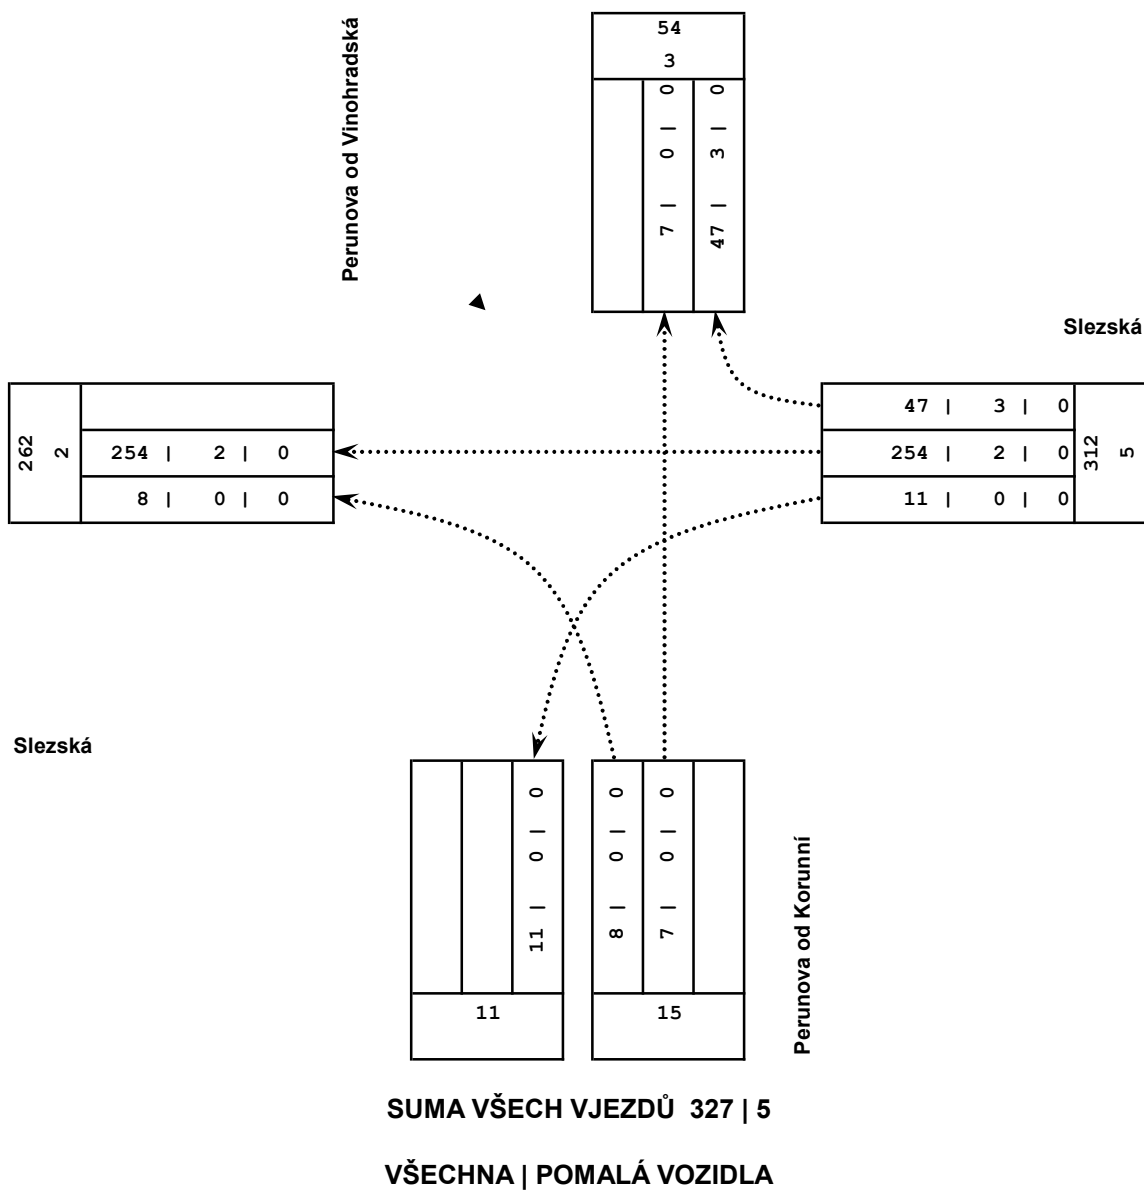 Perunova od Vinohradská
54
3
7 | 0 | 0
47 | 3 | 0
Slezská
262
2
254 | 2 | 0
8 | 0 | 0
47 | 3 | 0
254 | 2 | 0
11 | 0 | 0
312
5
Slezská
11 | 0 | 0
11
8 | 0 | 0
7 | 0 | 0
15
Perunova od Korunní
SUMA VŠECH VJEZDŮ 327 | 5
VŠECHNA | POMALÁ VOZIDLA